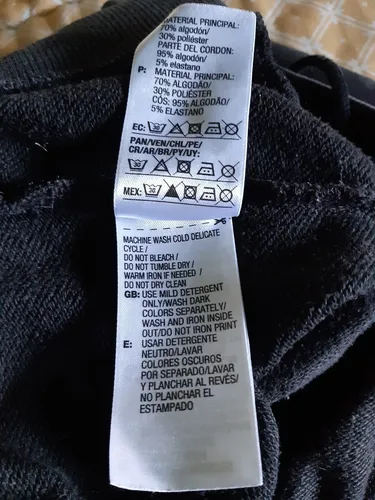 MATERIAL PRINCIPAL:
70% algodón/
30% poliéster
PARTE DEL CORDON:
95% algodón/
5% elastano
P: MATERIAL PRINCIPAL:
70% ALGODÃO/
30% POLIÉSTER
CÓS: 95% ALGODÃO/
5% ELASTANO
EC: 30
PAN/VEN/CHL/PE/
CR/AR/BR/PY/UY:
30
MEX: 30
MACHINE WASH COLD DELICATE
CYCLE /
DO NOT BLEACH /
DO NOT TUMBLE DRY /
WARM IRON IF NEEDED /
DO NOT DRY CLEAN
GB: USE MILD DETERGENT
ONLY/WASH DARK
COLORS SEPARATELY/
WASH AND IRON INSIDE
OUT/DO NOT IRON PRINT
E: USAR DETERGENTE
NEUTRO/LAVAR
COLORES OSCUROS
POR SEPARADO/LAVAR
Y PLANCHAR AL REVÉS/
NO PLANCHAR EL
ESTAMPADO